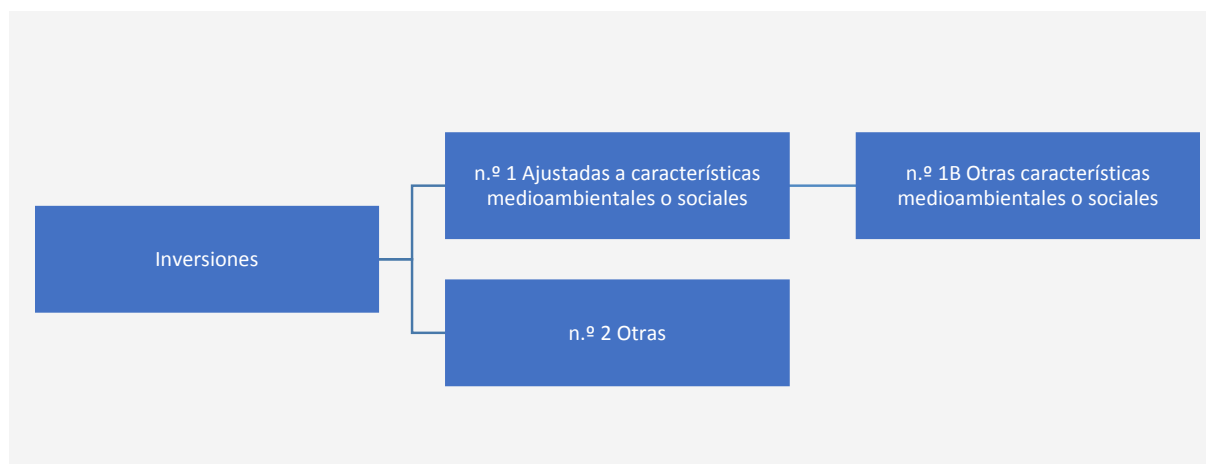 n.º 1 Ajustadas a características
medioambientales o sociales
n.º 1B Otras características
medioambientales o sociales
Inversiones
n.º 2 Otras